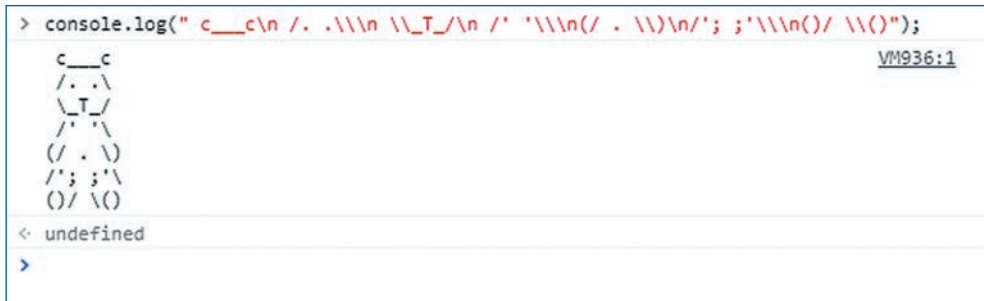 > console.log(" c___c\n /. .\\\n \\_T_/\n /' '\\\n(/ . \\)\n/'; ;'\\\n()/ \\()");
 c___c VM936:1
 /. .\
 \_T_/
 /' '\
(/ . \)
/'; ;'\
()/ \()
<· undefined
>